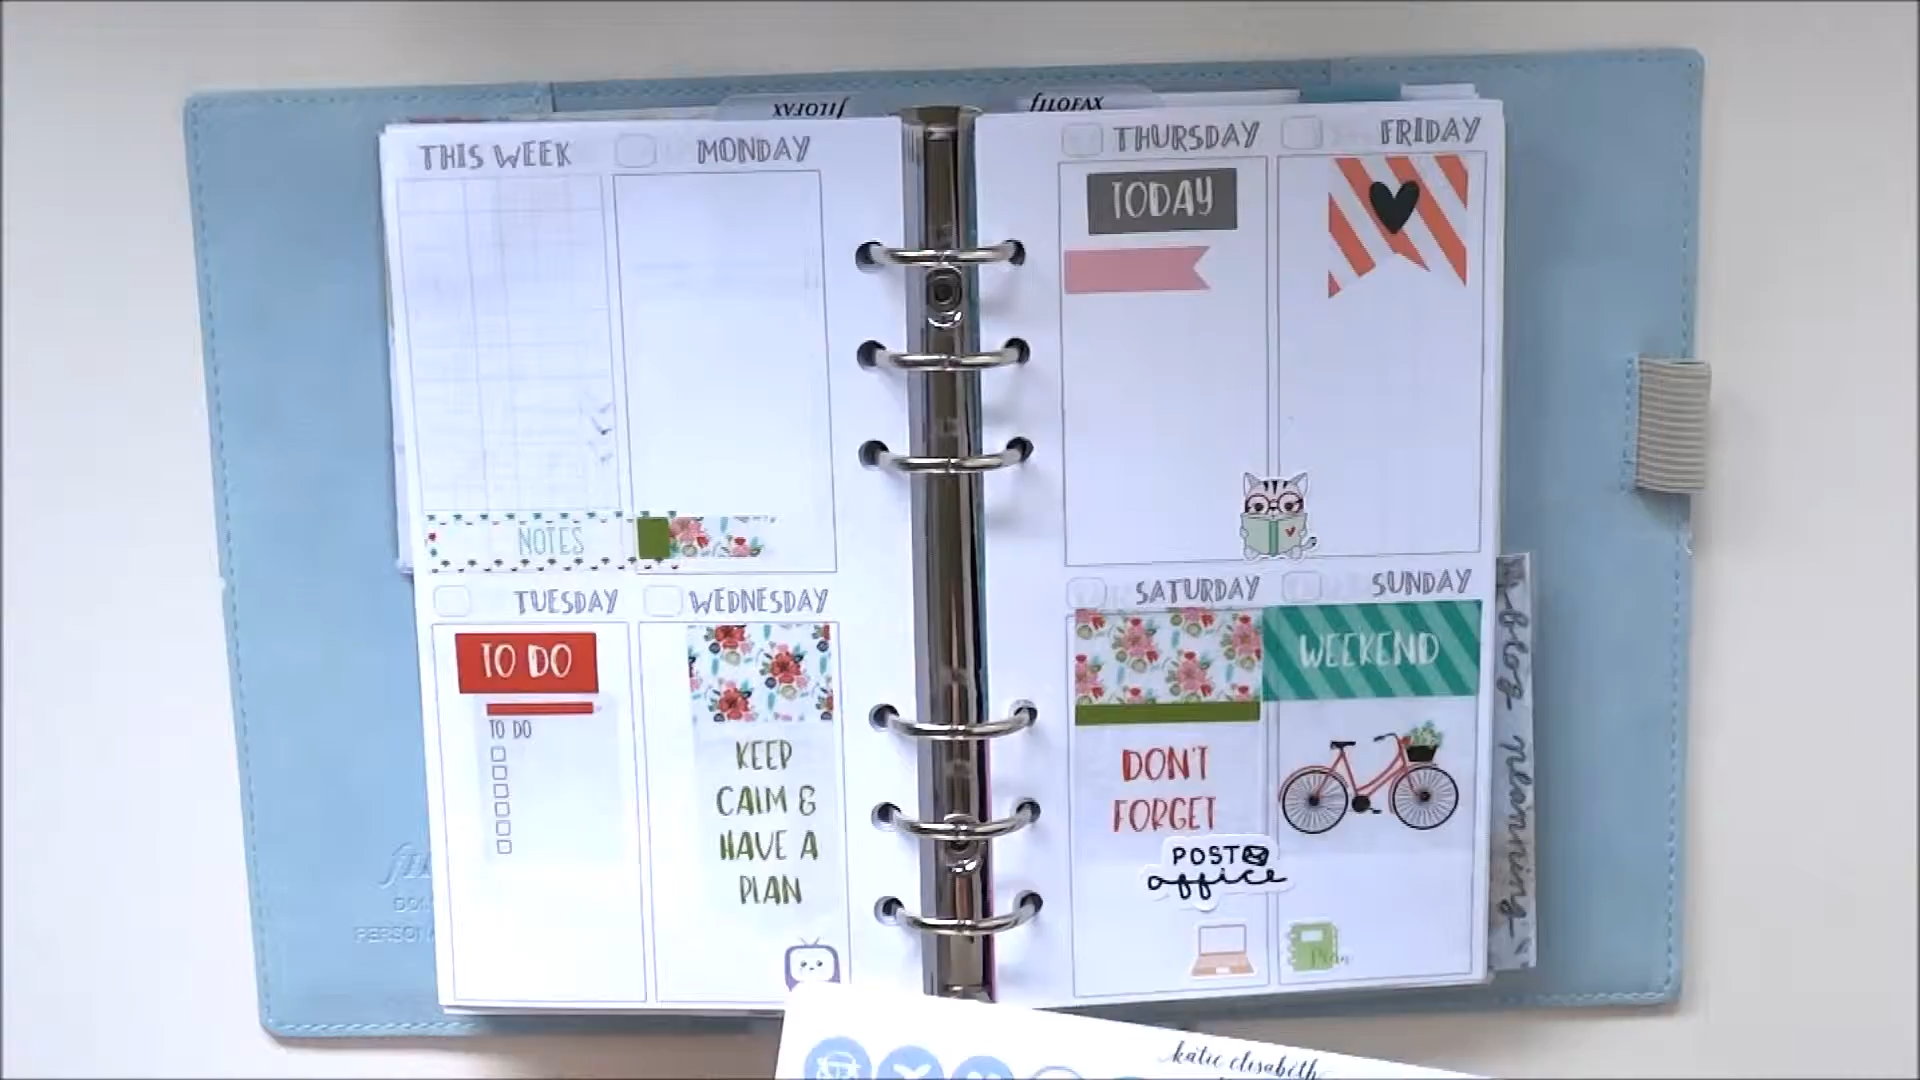 filofax
filofax
THIS WEEK
MONDAY
NOTES
TUESDAY
TO DO
TO DO
WEDNESDAY
KEEP
CALM &
HAVE A
PLAN
THURSDAY
TODAY
FRIDAY
SATURDAY
DON'T
FORGET
POST
office
SUNDAY
WEEKEND
Plan
blog planning
katie elisabeth